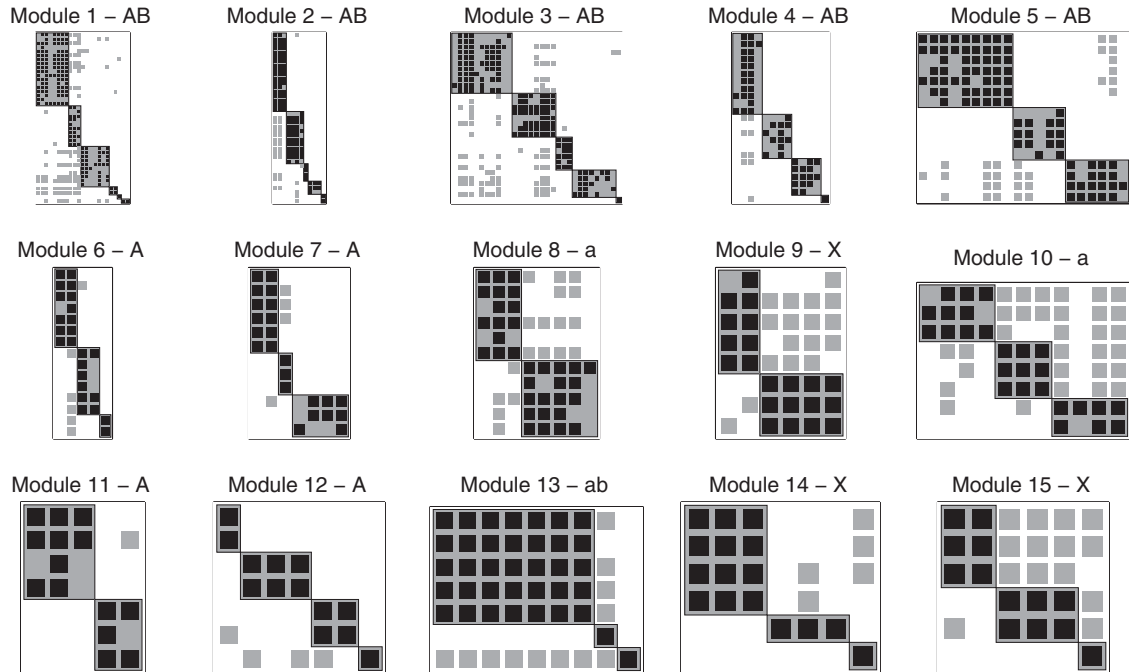 Module 1 – AB
Module 2 – AB
Module 3 – AB
Module 4 – AB
Module 5 – AB
Module 6 – A
Module 7 – A
Module 8 – a
Module 9 – X
Module 10 – a
Module 11 – A
Module 12 – A
Module 13 – ab
Module 14 – X
Module 15 – X